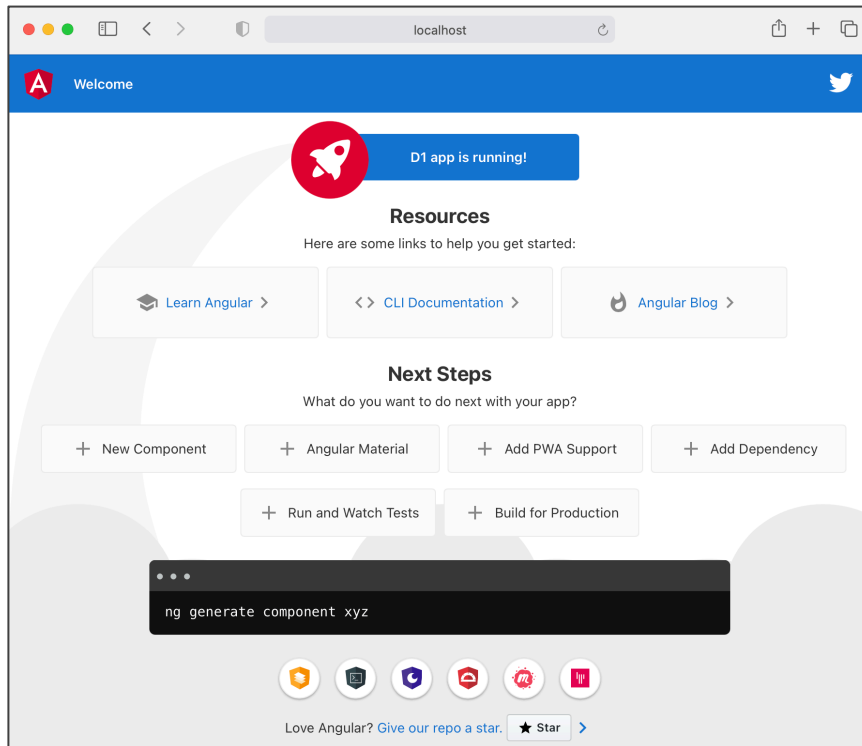 localhost
Welcome
D1 app is running!
Resources
Here are some links to help you get started:
Learn Angular
CLI Documentation
Angular Blog
Next Steps
What do you want to do next with your app?
New Component
Angular Material
Add PWA Support
Add Dependency
Run and Watch Tests
Build for Production
ng generate component xyz
Love Angular? Give our repo a star. Star